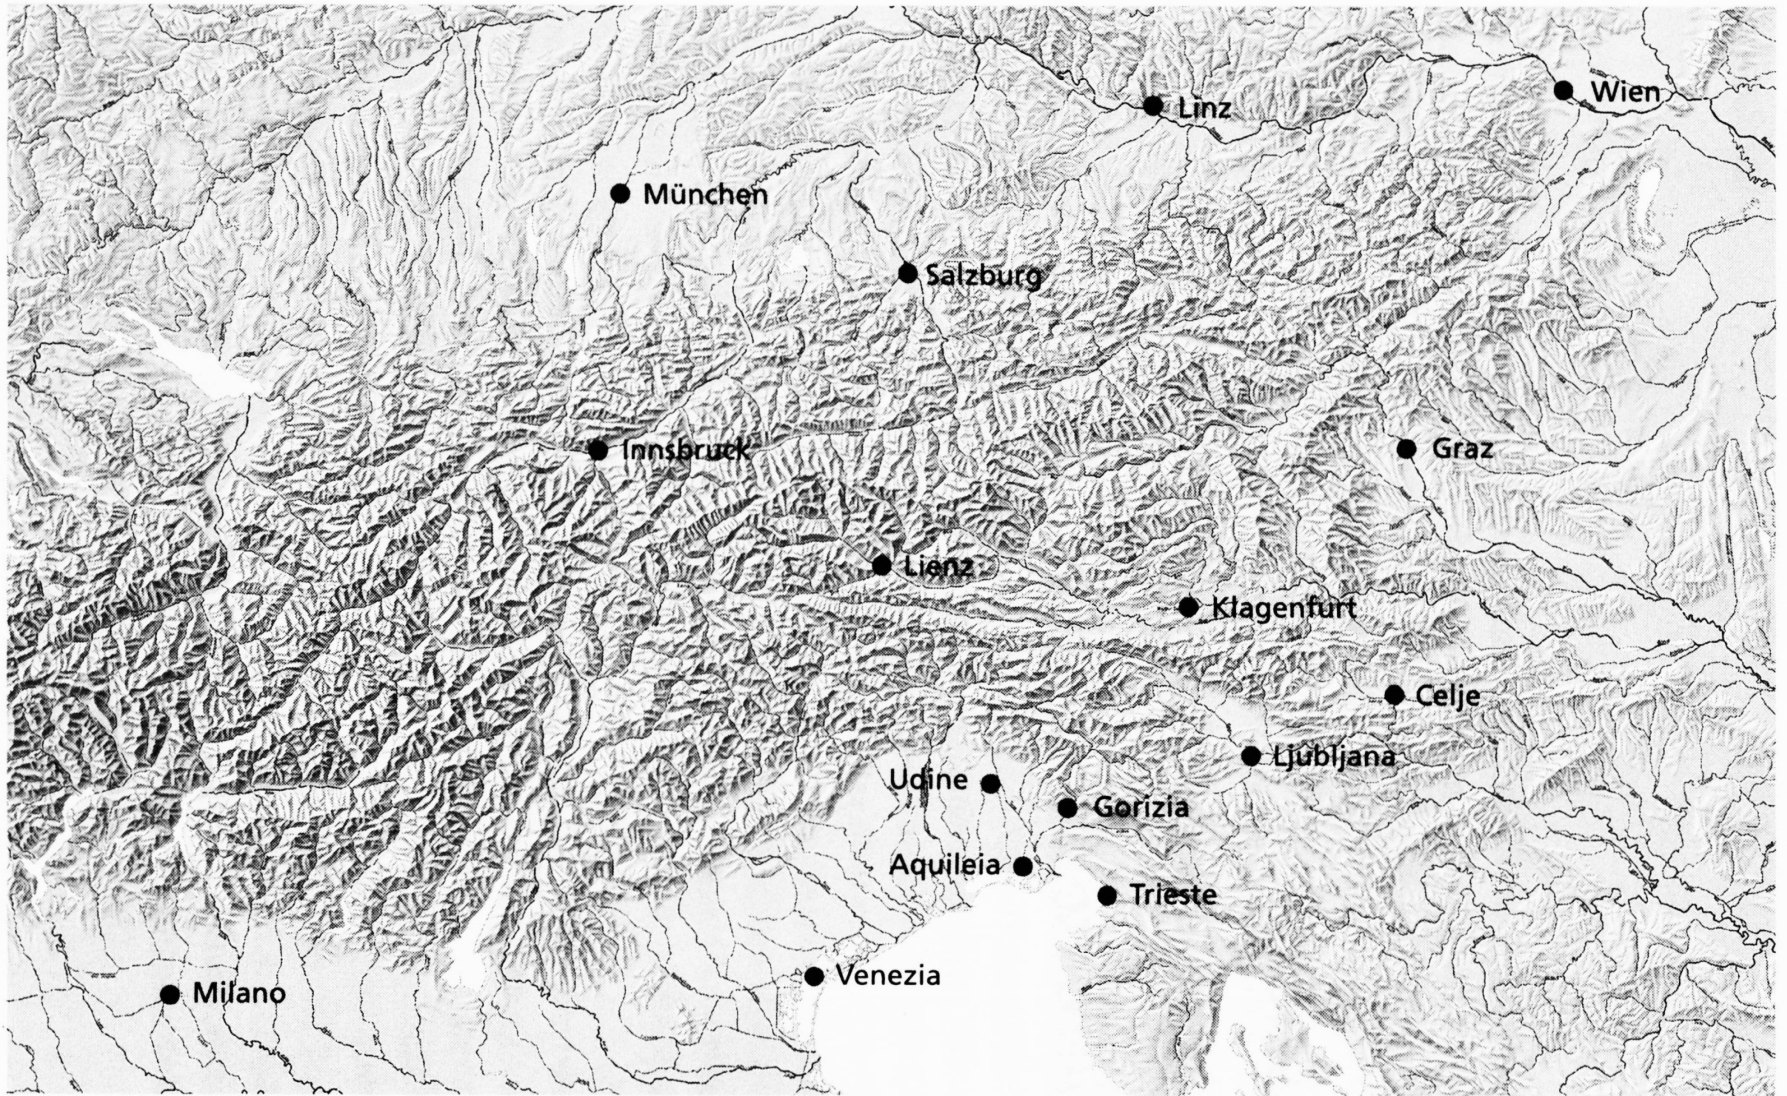 Wien
Linz
München
Salzburg
Innsbruck
Graz
Lienz
Klagenfurt
Celje
Ljubljana
Udine
Gorizia
Aquileia
Trieste
Venezia
Milano